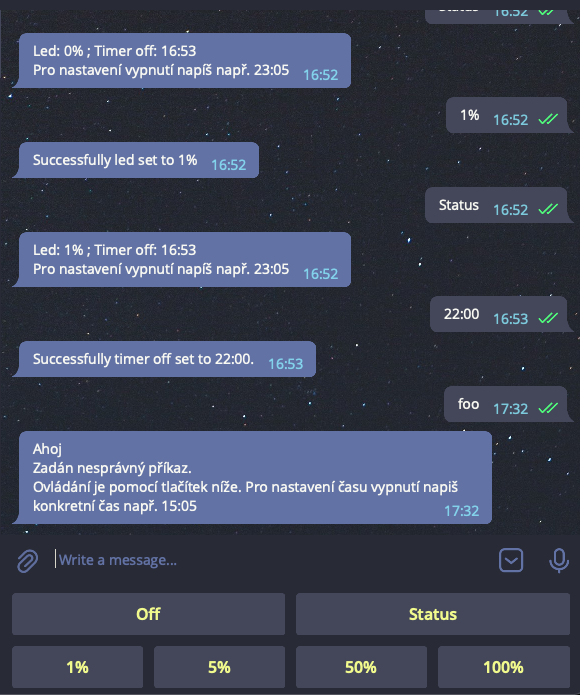 Status 16:52
Led: 0% ; Timer off: 16:53
Pro nastavení vypnutí napíš např. 23:05 16:52
1% 16:52
Successfully led set to 1% 16:52
Status 16:52
Led: 1% ; Timer off: 16:53
Pro nastavení vypnutí napíš např. 23:05 16:52
22:00 16:53
Successfully timer off set to 22:00. 16:53
foo 17:32
Ahoj
Zadán nesprávný příkaz.
Ovládání je pomocí tlačítek níže. Pro nastavení času vypnutí napiš
konkretní čas např. 15:05 17:32
Write a message...
Off Status
1% 5% 50% 100%